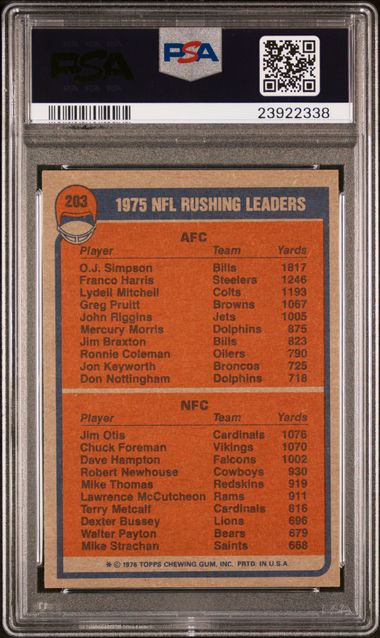 PSA
PSA
23922338
203
1975 NFL RUSHING LEADERS
AFC
Player Team Yards
O.J. Simpson Bills 1817
Franco Harris Steelers 1246
Lydell Mitchell Colts 1193
Greg Pruitt Browns 1067
John Riggins Jets 1005
Mercury Morris Dolphins 875
Jim Braxton Bills 823
Ronnie Coleman Oilers 790
Jon Keyworth Broncos 725
Don Nottingham Dolphins 718
NFC
Player Team Yards
Jim Otis Cardinals 1076
Chuck Foreman Vikings 1070
Dave Hampton Falcons 1002
Robert Newhouse Cowboys 930
Mike Thomas Redskins 919
Lawrence McCutcheon Rams 911
Terry Metcalf Cardinals 816
Dexter Bussey Lions 696
Walter Payton Bears 679
Mike Strachan Saints 668
* © 1976 TOPPS CHEWING GUM, INC. PRTD. IN U.S.A.